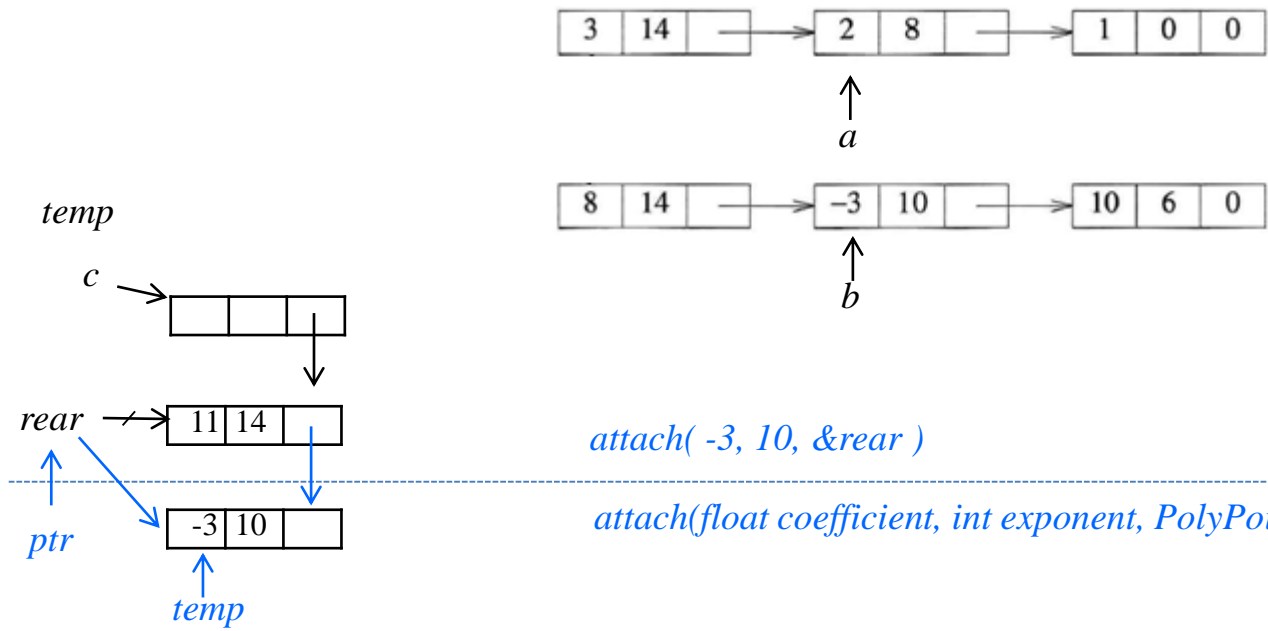 3 14 2 8 1 0 0
a
8 14 −3 10 10 6 0
b
temp
c
rear 11 14
attach( -3, 10, &rear )
-3 10
attach(float coefficient, int exponent,
ptr
temp